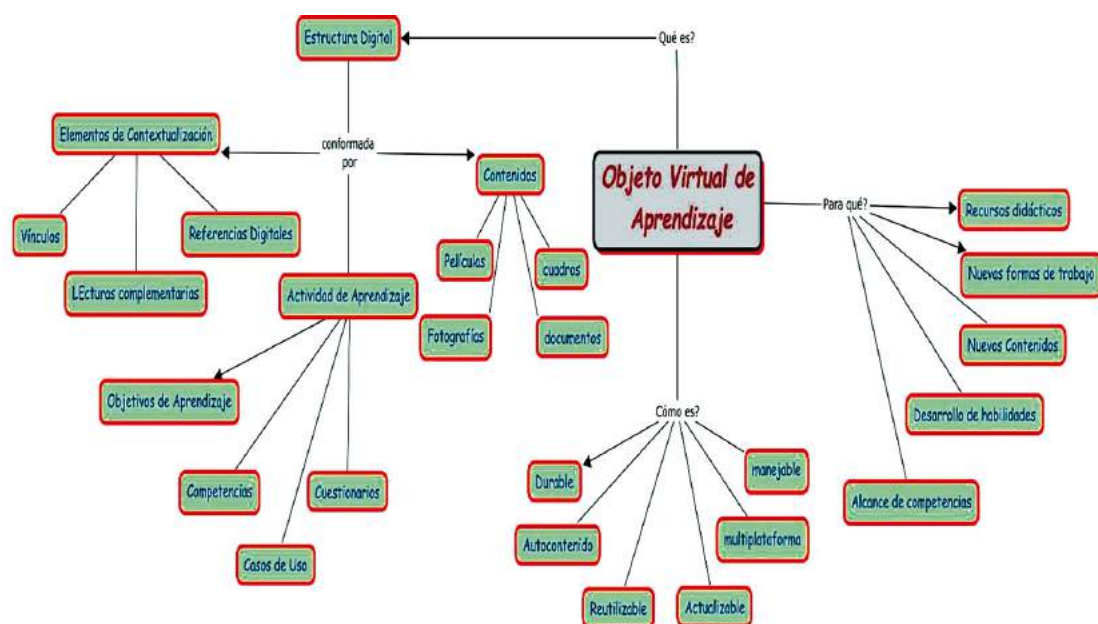 Estructura Digital
Qué es?
Elementos de Contextualización
conformada
por
Contenidos
Objeto Virtual de
Aprendizaje
Para qué?
Recursos didácticos
Vínculos
Referencias Digitales
Películas
cuadros
Nuevas formas de trabajo
LEcturas complementarias
Actividad de Aprendizaje
Fotografías
documentos
Nuevos Contenidos
Objetivos de Aprendizaje
Cómo es?
Desarrollo de habilidades
Competencias
Cuestionarios
Durable
manejable
Alcance de competencias
Casos de Uso
Autocontenido
multiplataforma
Reutilizable
Actualizable